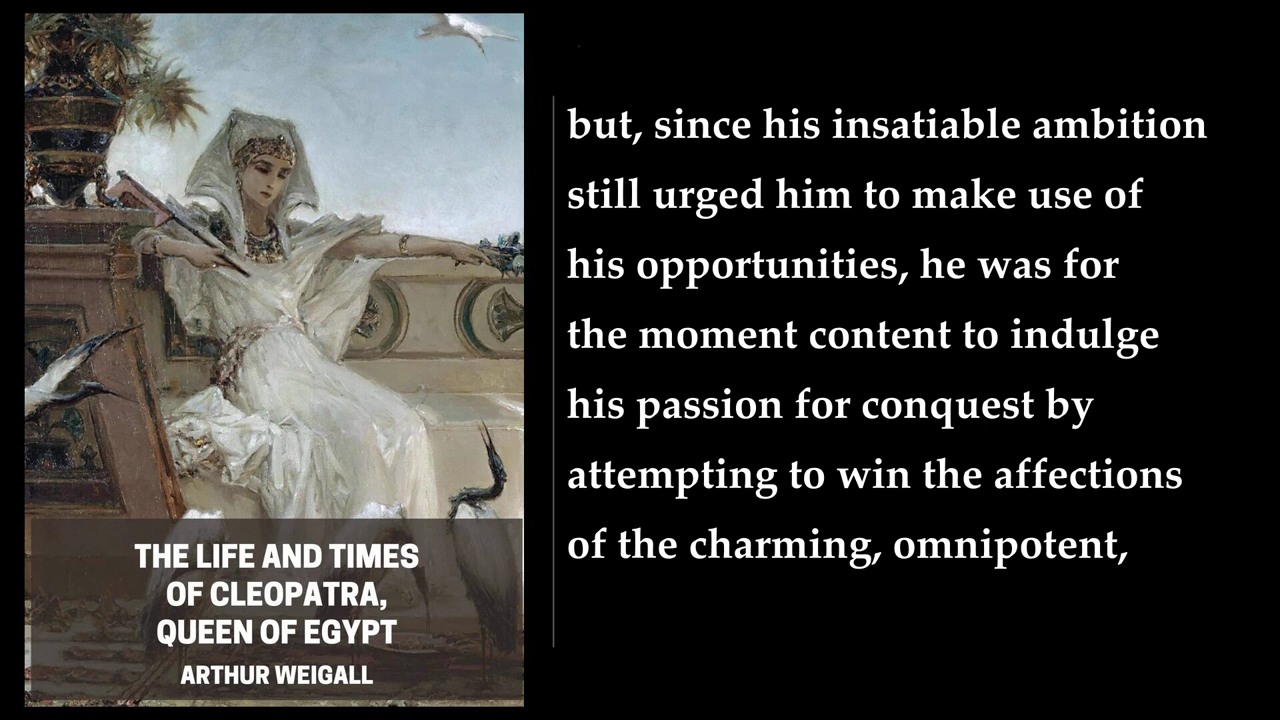 THE LIFE AND TIMES
OF CLEOPATRA,
QUEEN OF EGYPT
ARTHUR WEIGALL
but, since his insatiable ambition
still urged him to make use of
his opportunities, he was for
the moment content to indulge
his passion for conquest by
attempting to win the affections
of the charming, omnipotent,